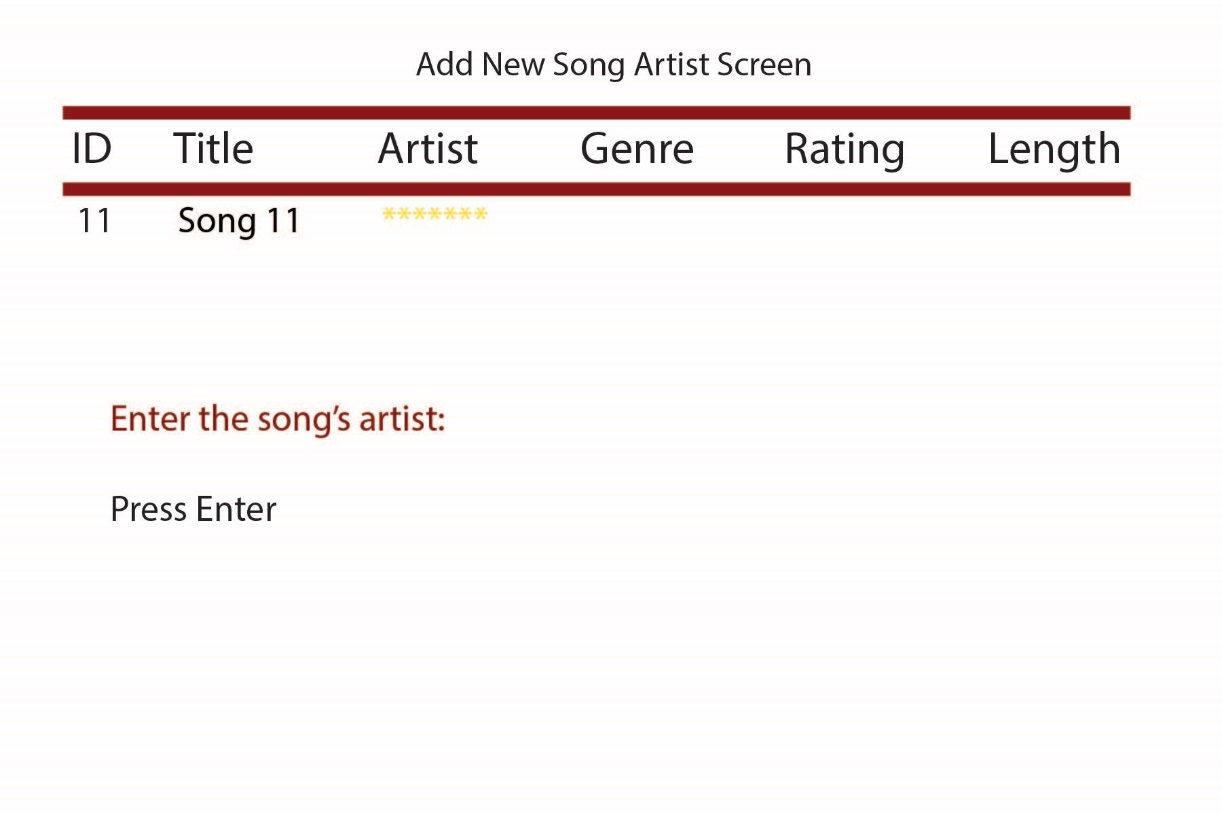 Add New Song Artist Screen
ID Title Artist Genre Rating Length
11 Song 11 *******
Enter the song’s artist:
Press Enter